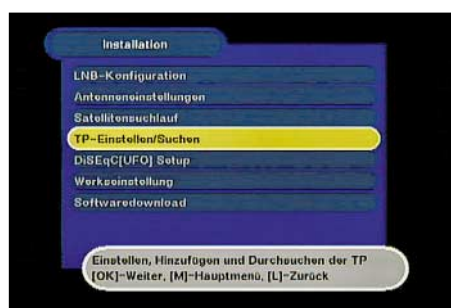 Installation
LNB-Konfiguration
Antenneneinstellungen
Satellitensuchlauf
TP-Einstellen/Suchen
DiSEqC[UFO] Setup
Werkseinstellung
Softwaredownload
Einstellen, Hinzufügen und Durchsuchen der TP
[OK]-Weiter, [M]-Hauptmenü, [L]-Zurück